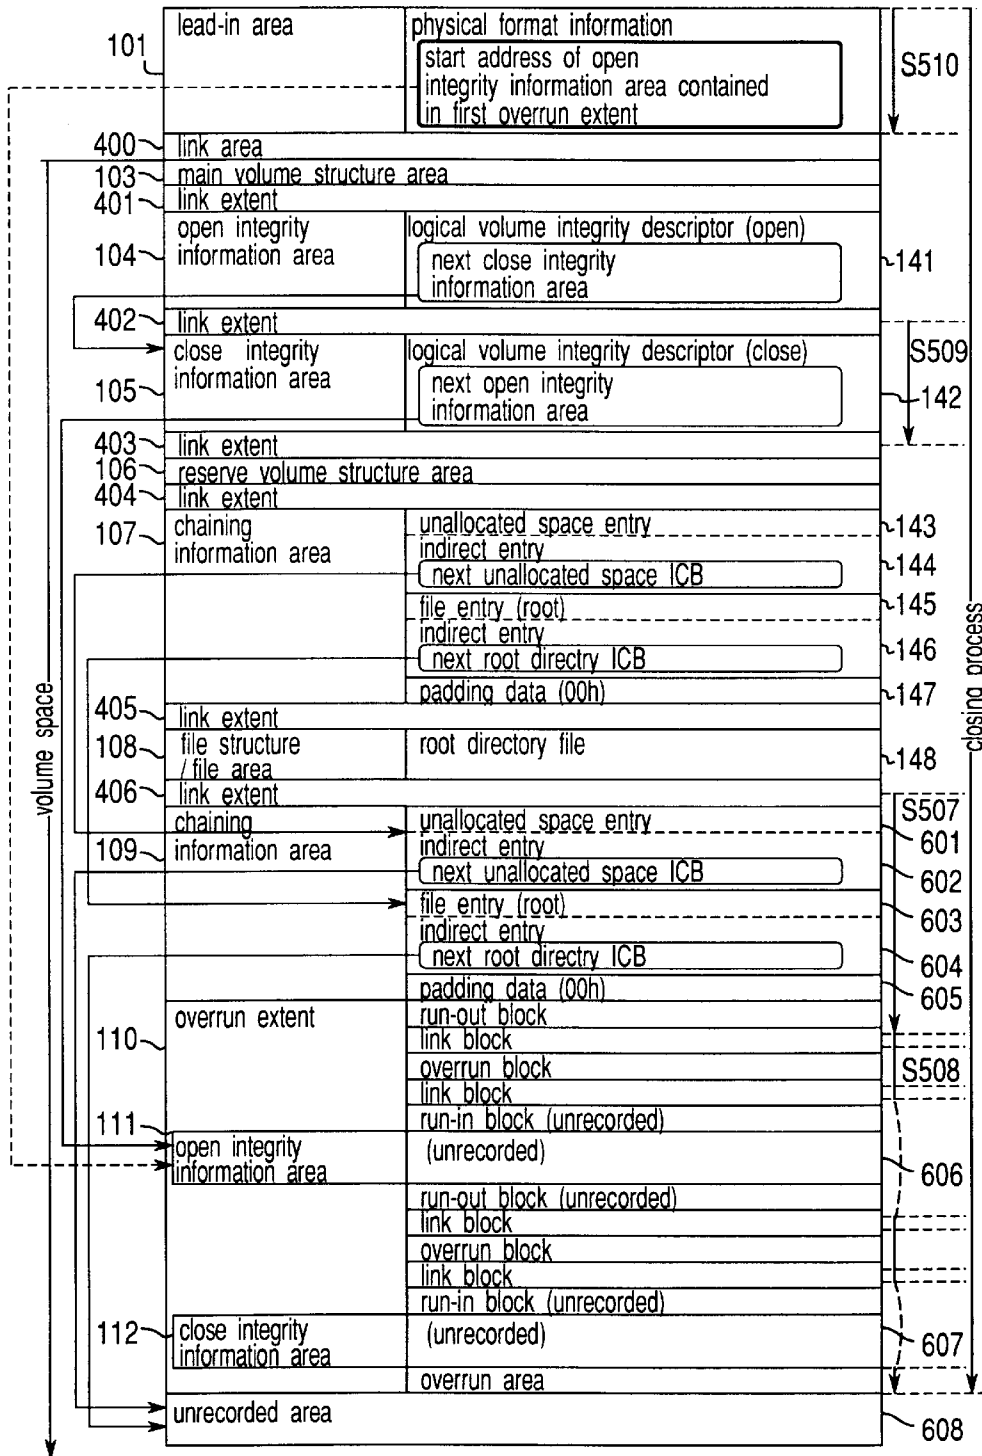 lead-in area
physical format information
101
start address of open
integrity information area contained
in first overrun extent
S510
400
link area
103
main volume structure area
401
link extent
104
open integrity
information area
logical volume integrity descriptor (open)
next close integrity
information area
141
402
link extent
105
close integrity
information area
logical volume integrity descriptor (close)
next open integrity
information area
S509
142
403
link extent
106
reserve volume structure area
404
link extent
107
chaining
information area
unallocated space entry
143
indirect entry
next unallocated space ICB
144
file entry (root)
145
indirect entry
next root directry ICB
146
padding data (00h)
147
405
link extent
108
file structure
/ file area
root directory file
148
406
link extent
S507
109
chaining
information area
unallocated space entry
601
indirect entry
next unallocated space ICB
602
file entry (root)
603
indirect entry
next root directry ICB
604
padding data (00h)
605
110
overrun extent
run-out block
link block
overrun block
S508
link block
run-in block (unrecorded)
111
open integrity
information area
(unrecorded)
606
run-out block (unrecorded)
link block
overrun block
link block
run-in block (unrecorded)
112
close integrity
information area
(unrecorded)
607
overrun area
unrecorded area
608
volume space
closing process